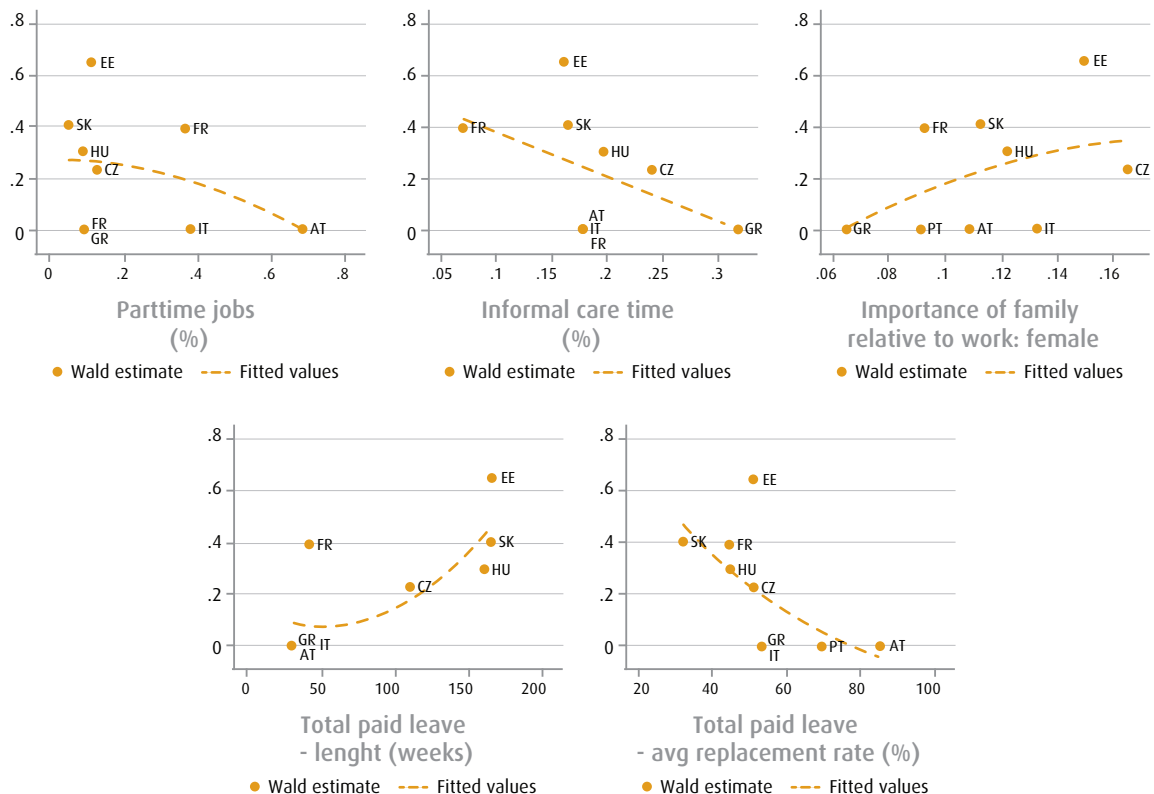 .8
.6
.4
.2
0
EE
SK
FR
HU
CZ
FR
GR
IT
AT
0 .2 .4 .6 .8
Parttime jobs
(%)
Wald estimate Fitted values
.8
.6
.4
.2
0
EE
FR
SK
HU
CZ
AT
IT
FR
GR
.05 .1 .15 .2 .25 .3
Informal care time
(%)
Wald estimate Fitted values
.8
.6
.4
.2
0
EE
FR
SK
HU
CZ
GR
PT
AT
IT
.06 .08 .1 .12 .14 .16
Importance of family
relative to work: female
Wald estimate Fitted values
.8
.6
.4
.2
0
EE
FR
SK
HU
CZ
GR IT
AT
0 50 100 150 200
Total paid leave
- lenght (weeks)
Wald estimate Fitted values
.8
.6
.4
.2
0
EE
SK
FR
HU
CZ
GR
IT
PT
AT
20 40 60 80 100
Total paid leave
- avg replacement rate (%)
Wald estimate Fitted values